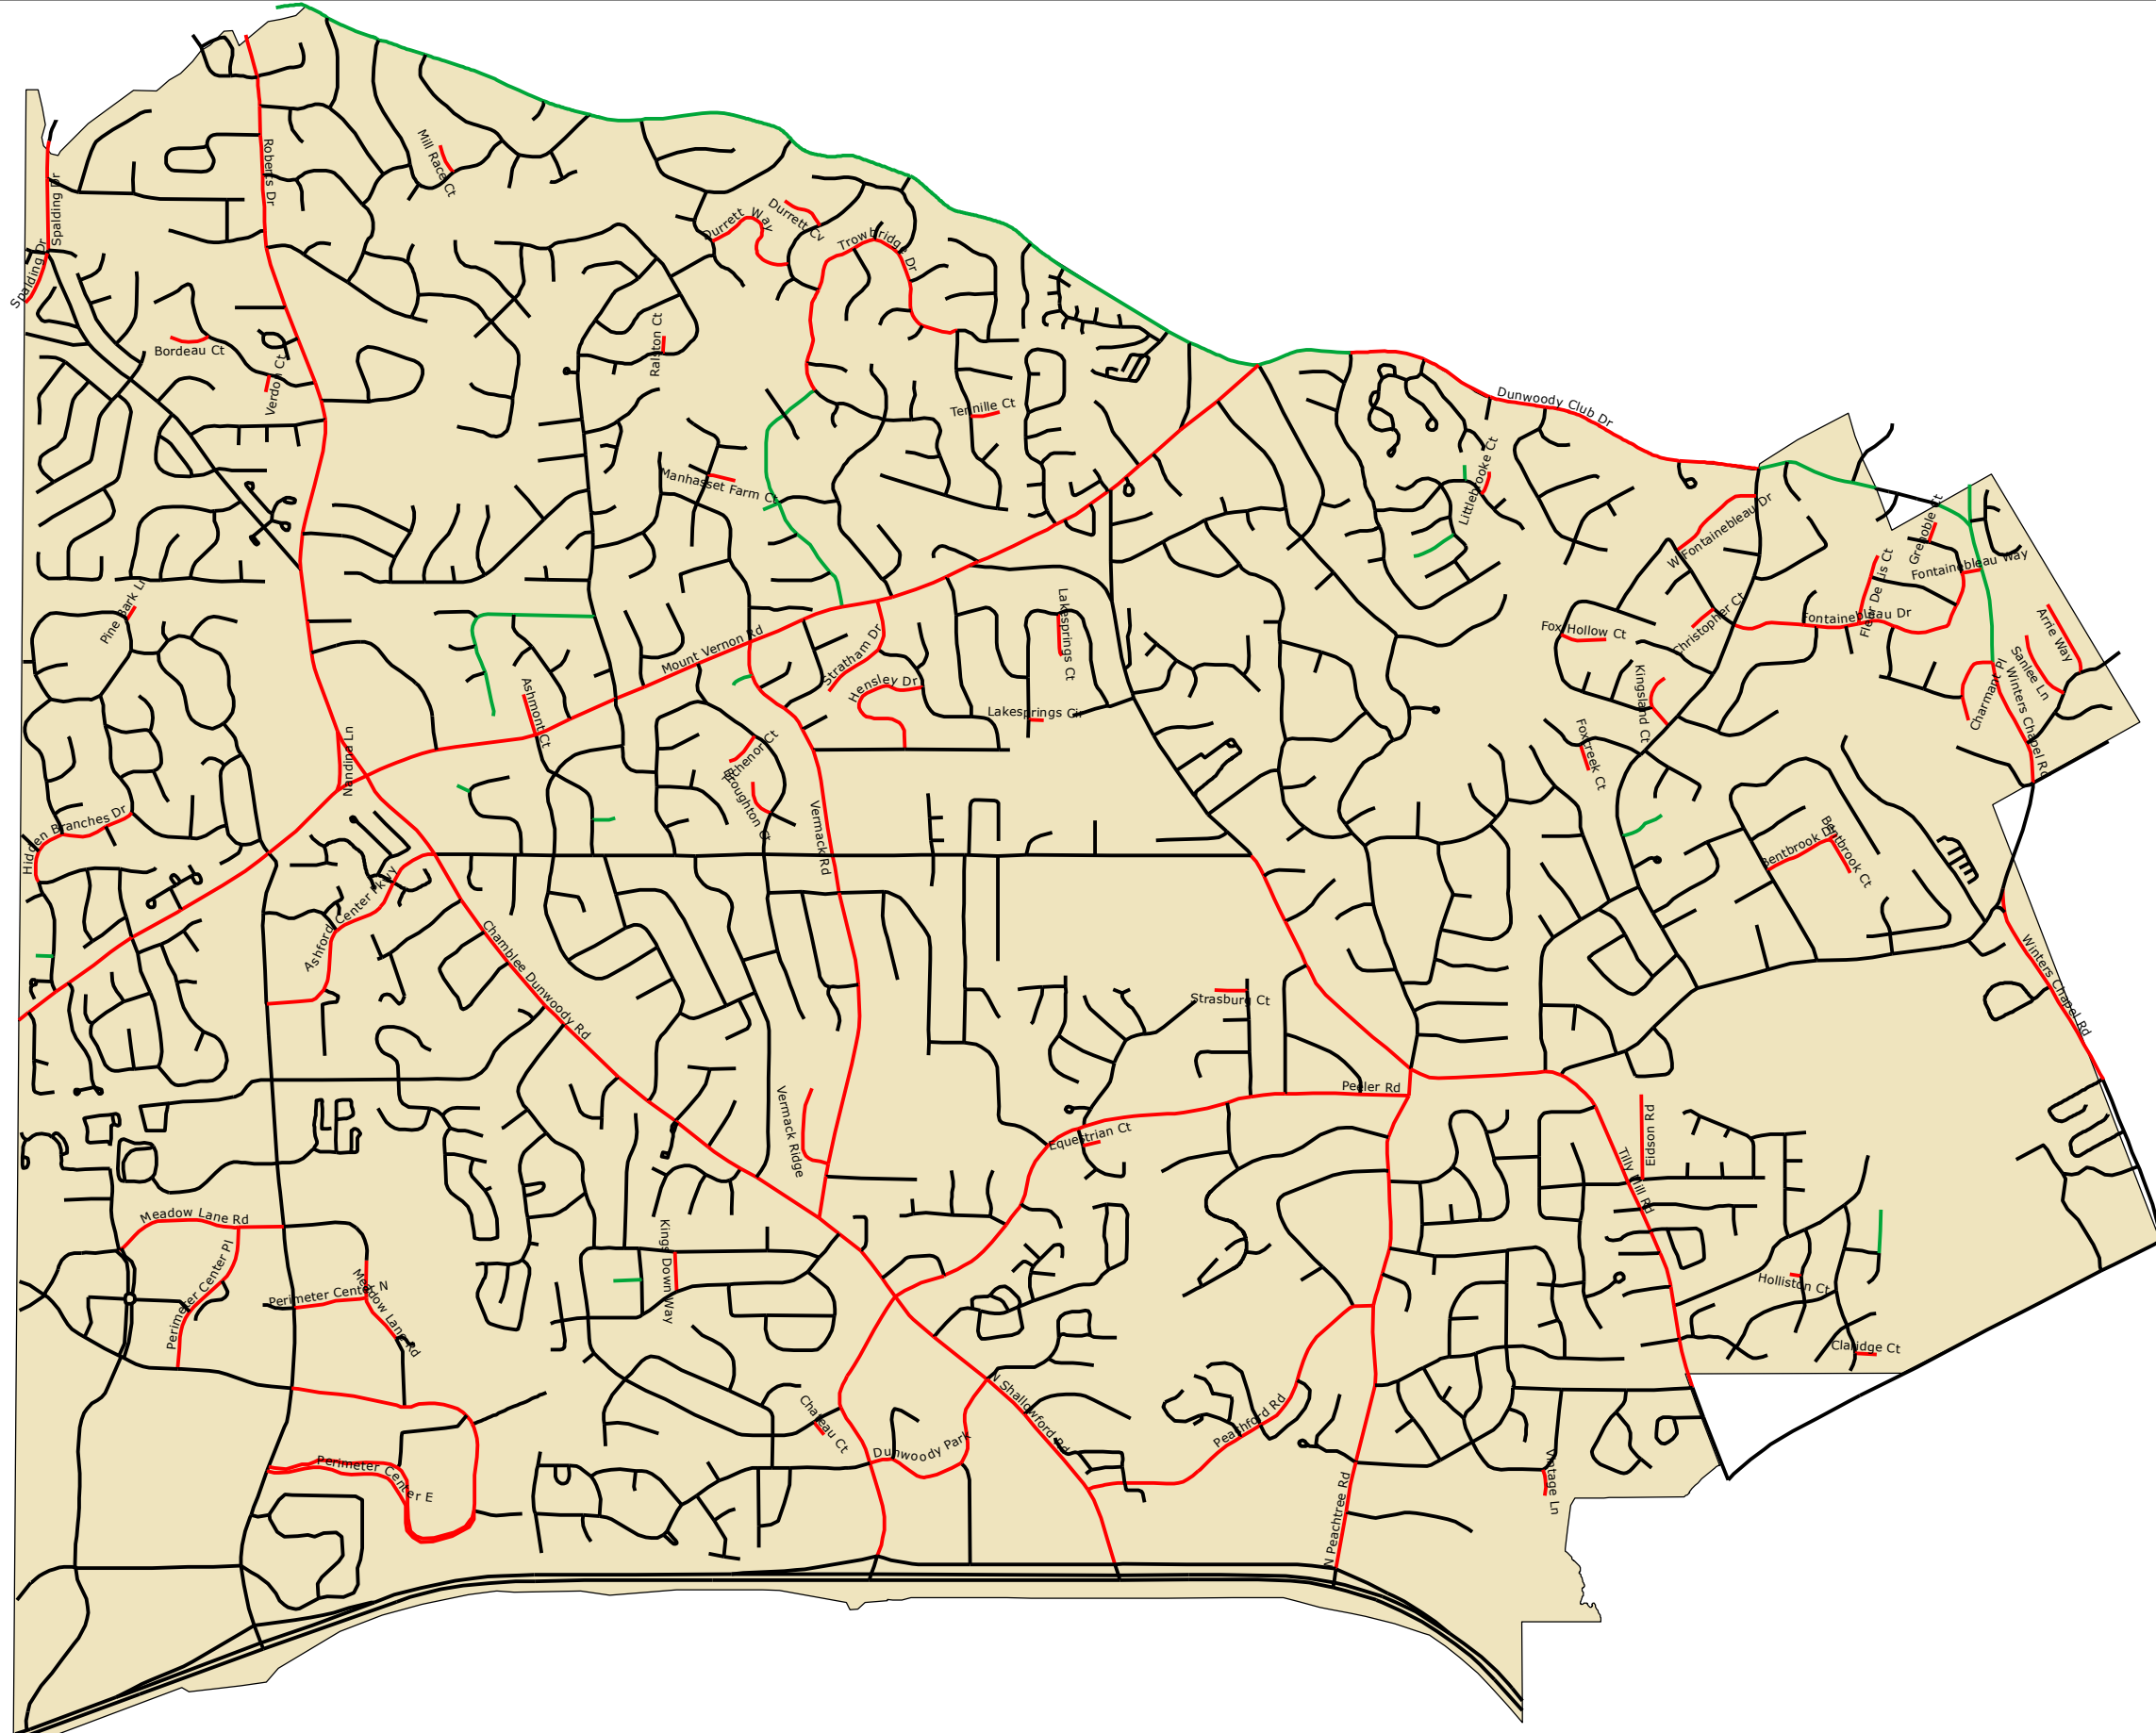 Mill Race Ct
Roberts Dr
Spalding Dr
Spalding Dr
Durrett Way
Durrett Cv
Trowbridge Dr
Bordeau Ct
Verdon Ct
Ralston Ct
Tennille Ct
Dunwoody Club Dr
Manhasset Farm Ct
Littlebrooke Ct
W Fontainebleau Dr
Grenoble Ct
Fontainebleau Way
Fleur De Lis Ct
Fontainebleau Dr
Christopher Ct
Fox Hollow Ct
Arrie Way
Sanlee Ln
Charmant Pl
Winters Chapel Rd
Pine Bark Ln
Mount Vernon Rd
Stratham Dr
Hensley Dr
Lakesprings Ct
Lakesprings Cir
Kingsland Ct
Foxcreek Ct
Ashmont Ct
Nandina Ln
Tichenor Ct
Broughton Ct
Vermack Rd
Hidden Branches Dr
Bentbrook Dr
Bentbrook Ct
Ashford Center Pkwy
Chamblee Dunwoody Rd
Winters Chapel Rd
Strasburg Ct
Peeler Rd
Equestrian Ct
Vermack Ridge
Eidson Rd
Tilly Mill Rd
Meadow Lane Rd
Perimeter Center Pl
Perimeter Center N
Meadow Lane Rd
Kings Down Way
Holliston Ct
Claridge Ct
Chateau Ct
Dunwoody Park
N Shallowford Rd
Peachford Rd
Perimeter Center E
Vintage Ln
N Peachtree Rd